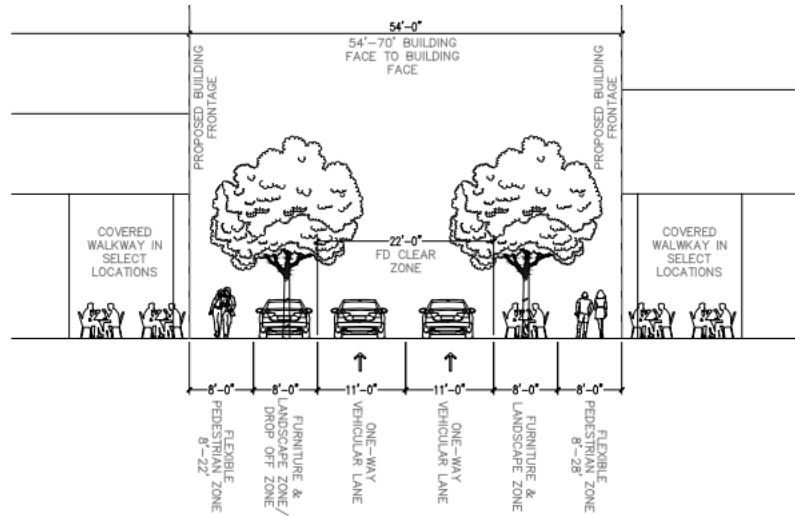 54'-0"
54'-70' BUILDING
FACE TO BUILDING
FACE
PROPOSED BUILDING
FRONTAGE
PROPOSED BUILDING
FRONTAGE
COVERED
WALKWAY IN
SELECT
LOCATIONS
22'-0"
FD CLEAR
ZONE
COVERED
WALWKAY IN
SELECT
LOCATIONS
8'-0"
8'-0"
11'-0"
11'-0"
8'-0"
8'-0"
FLEXIBLE
PEDESTRIAN ZONE
8'-22'
FURNITURE &
LANDSCAPE ZONE/
DROP OFF ZONE
ONE-WAY
VEHICULAR LANE
ONE-WAY
VEHICULAR LANE
FURNITURE &
LANDSCAPE ZONE
FLEXIBLE
PEDESTRIAN ZONE
8'-28'